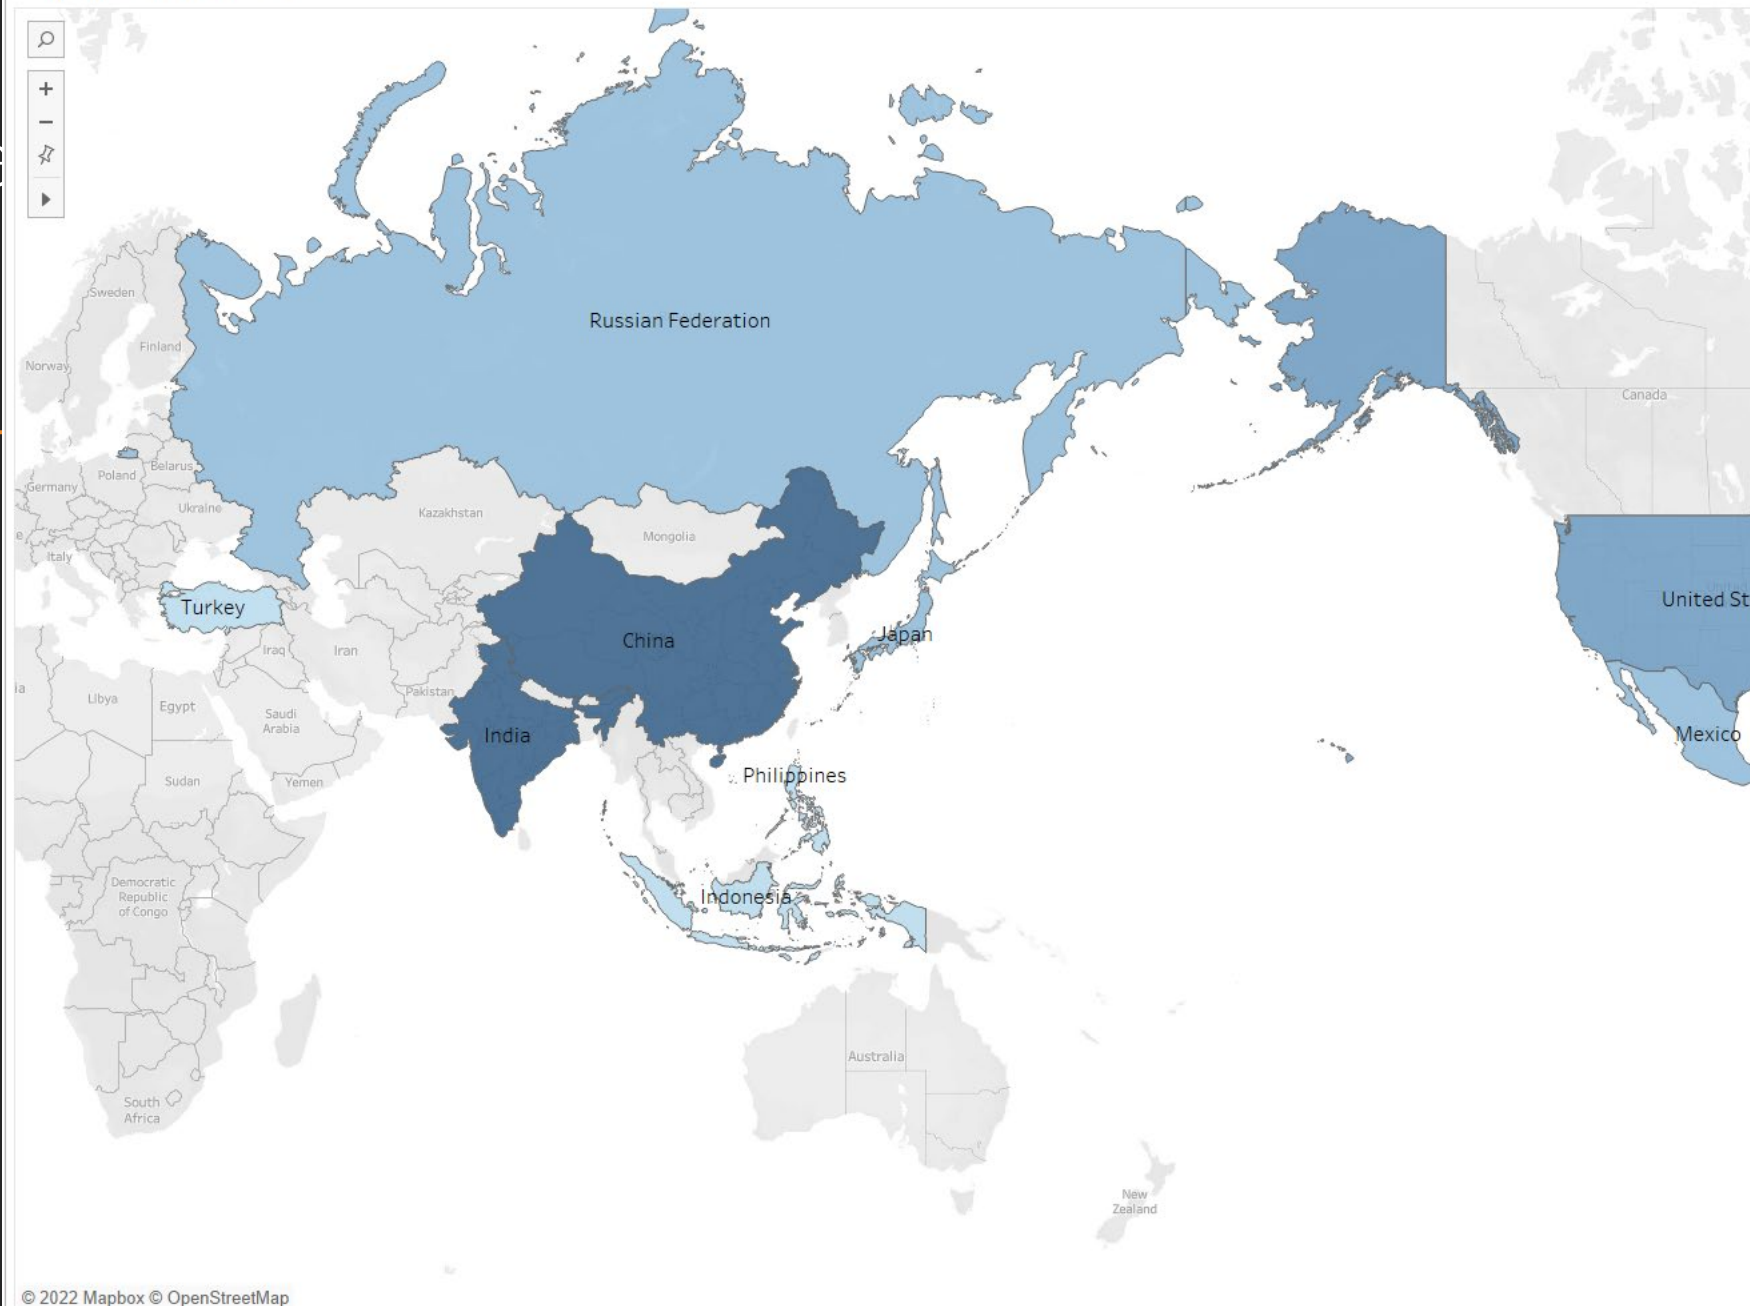 Sweden
Finland
Norway
Russian Federation
Canada
Poland
Belarus
Germany
Ukraine
Kazakhstan
Mongolia
Italy
Turkey
United St
China
Japan
Iraq
Iran
Pakistan
ia
Libya
Egypt
Saudi
Arabia
India
Mexico
Philippines
Sudan
Yemen
Democratic
Republic
of Congo
Indonesia
Australia
South
Africa
New
Zealand
© 2022 Mapbox © OpenStreetMap